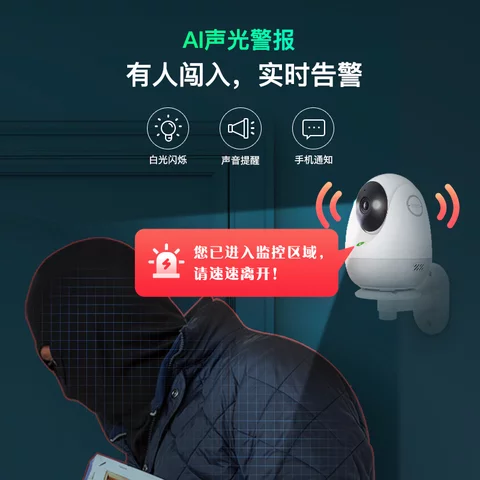 AI声光警报
有人闯入，实时告警
白光闪烁
声音提醒
手机通知
您已进入监控区域，
请速速离开！